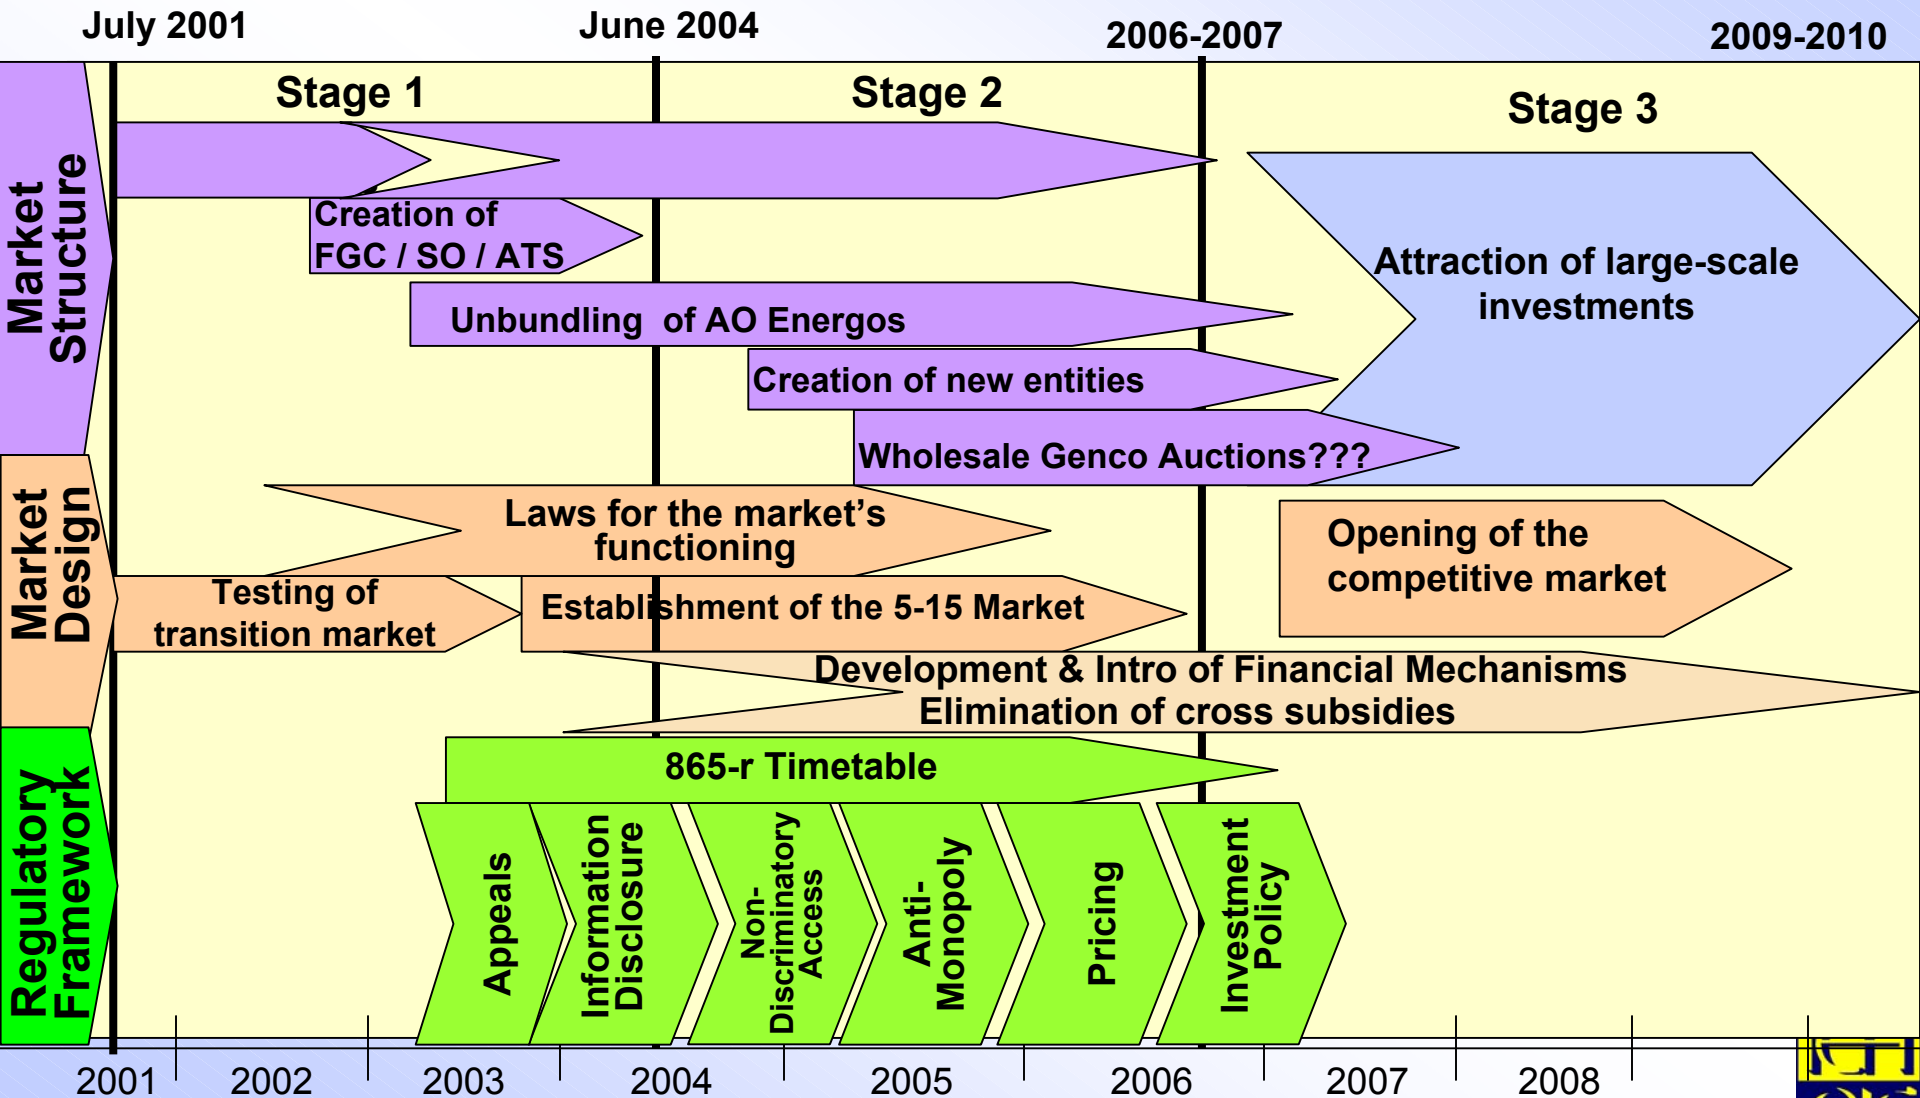 July 2001
June 2004
2006-2007
2009-2010
Stage 1
Stage 2
Stage 3
Market
Structure
Creation of
FGC / SO / ATS
Unbundling of AO Energos
Creation of new entities
Wholesale Genco Auctions???
Attraction of large-scale
investments
Market
Design
Laws for the market’s
functioning
Testing of
transition market
Establishment of the 5-15 Market
Opening of the
competitive market
Development & Intro of Financial Mechanisms
Elimination of cross subsidies
Regulatory
Framework
865-r Timetable
Appeals
Information
Disclosure
Non-
Discriminatory
Access
Anti-
Monopoly
Pricing
Investment
Policy
2001
2002
2003
2004
2005
2006
2007
2008